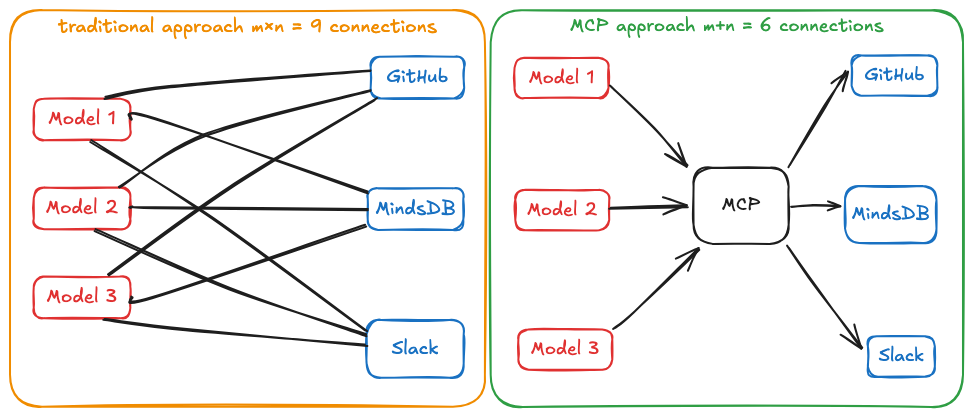 traditional approach m×n = 9 connections
GitHub
Model 1
Model 2
MindsDB
Model 3
Slack
MCP approach m+n = 6 connections
Model 1
GitHub
Model 2
MCP
MindsDB
Model 3
Slack